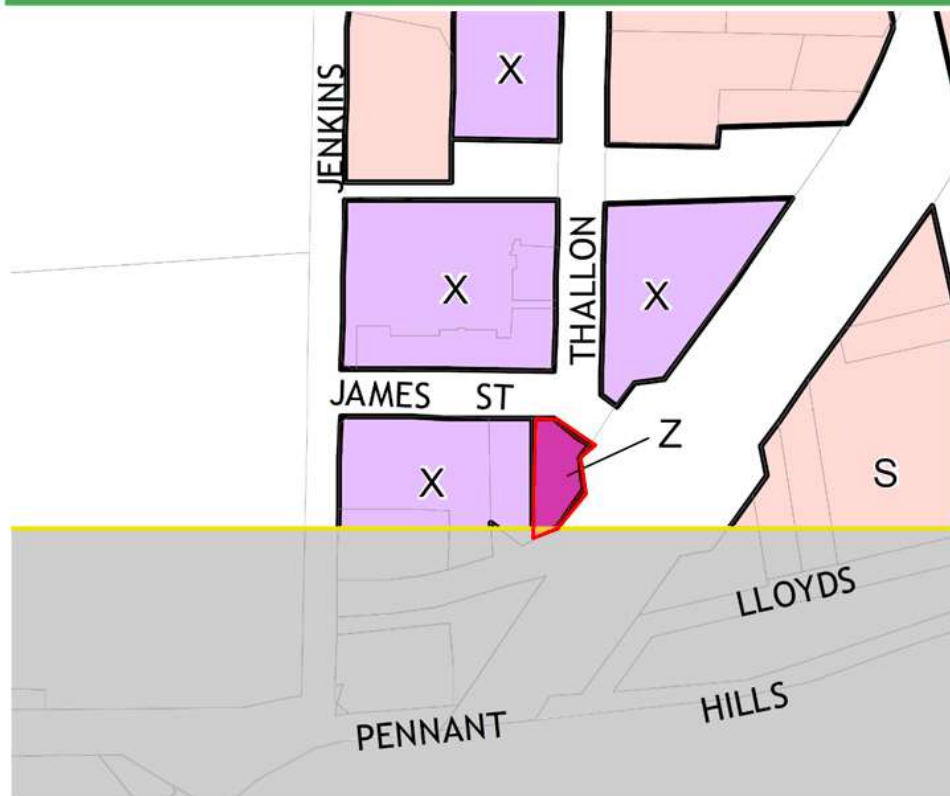 X
JENKINS
X
THALLON
X
JAMES ST
Z
X
S
LLOYDS
HILLS
PENNANT